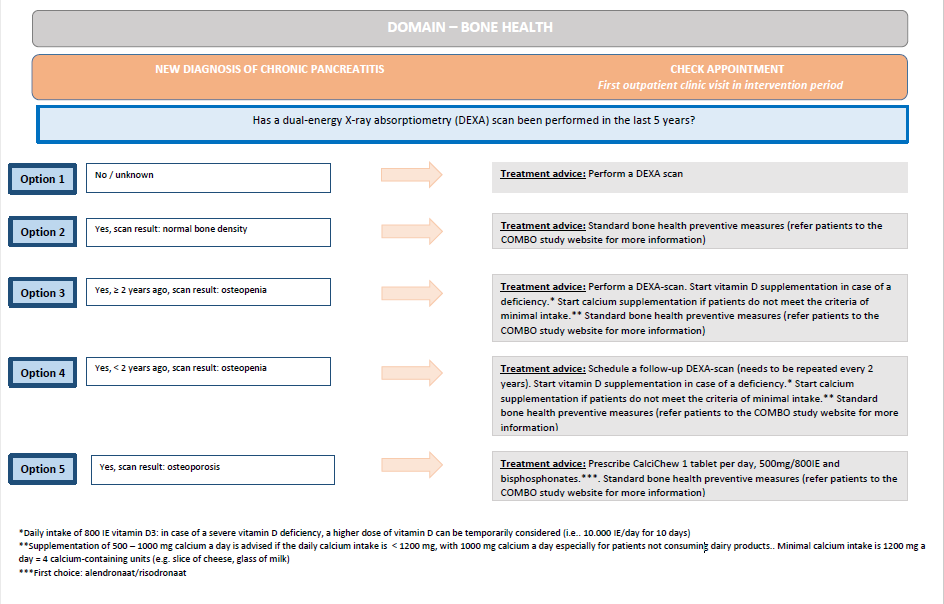 DOMAIN – BONE HEALTH
NEW DIAGNOSIS OF CHRONIC PANCREATITIS
CHECK APPOINTMENT
First outpatient clinic visit in intervention period
Has a dual-energy X-ray absorptiometry (DEXA) scan been performed in the last 5 years?
Option 1
No / unknown
Treatment advice: Perform a DEXA scan
Option 2
Yes, scan result: normal bone density
Treatment advice: Standard bone health preventive measures (refer patients to the
COMBO study website for more information)
Option 3
Yes, ≥ 2 years ago, scan result: osteopenia
Treatment advice: Perform a DEXA-scan. Start vitamin D supplementation in case of a
deficiency.* Start calcium supplementation if patients do not meet the criteria of
minimal intake.** Standard bone health preventive measures (refer patients to the
COMBO study website for more information)
Option 4
Yes, < 2 years ago, scan result: osteopenia
Treatment advice: Schedule a follow-up DEXA-scan (needs to be repeated every 2
years). Start vitamin D supplementation in case of a deficiency.* Start calcium
supplementation if patients do not meet the criteria of minimal intake.** Standard
bone health preventive measures (refer patients to the COMBO study website for more
information)
Option 5
Yes, scan result: osteoporosis
Treatment advice: Prescribe CalciChew 1 tablet per day, 500mg/800IE and
bisphosphonates.***. Standard bone health preventive measures (refer patients to the
COMBO study website for more information)
*Daily intake of 800 IE vitamin D3: in case of a severe vitamin D deficiency, a higher dose of vitamin D can be temporarily considered (i.e.. 10.000 IE/day for 10 days)
**Supplementation of 500 – 1000 mg calcium a day is advised if the daily calcium intake is < 1200 mg, with 1000 mg calcium a day especially for patients not consuming dairy products.. Minimal calcium intake is 1200 mg a
day = 4 calcium-containing units (e.g. slice of cheese, glass of milk)
***First choice: alendronaat/risodronaat